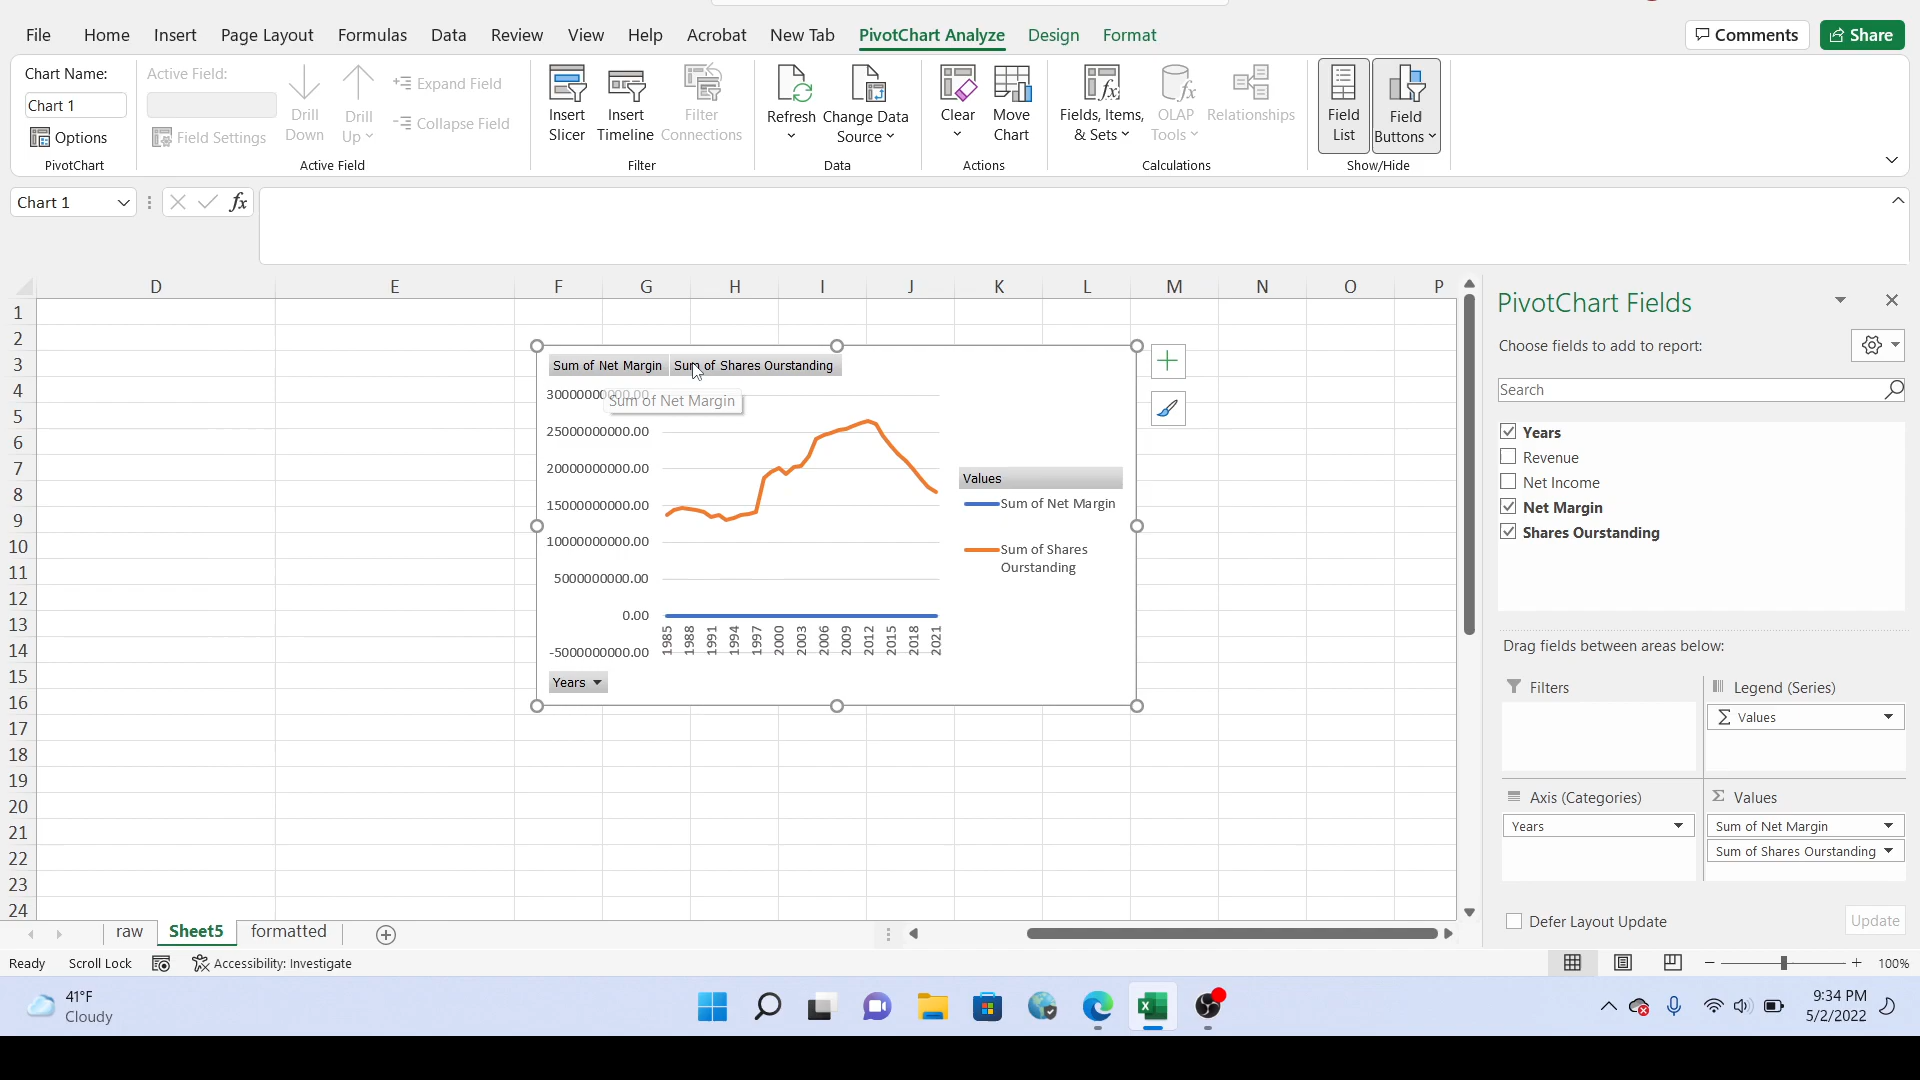 File Home Insert Page Layout Formulas Data Review View Help Acrobat New Tab PivotChart Analyze Design Format Comments Share
Chart Name:
Chart 1
Options
PivotChart
Active Field:
Field Settings
Drill Down
Drill Up
Expand Field
Collapse Field
Active Field
Insert Slicer
Insert Timeline
Filter Connections
Filter
Refresh
Change Data Source
Data
Clear
Move Chart
Actions
Fields, Items, & Sets
OLAP Tools
Relationships
Calculations
Field List
Field Buttons
Show/Hide
Chart 1
fx
D E F G H I J K L M N O P
1
2
3
4
5
6
7
8
9
10
11
12
13
14
15
16
17
18
19
20
21
22
23
24
Sum of Net Margin Sum of Shares Ourstanding
Sum of Net Margin
30000000000.00
25000000000.00
20000000000.00
15000000000.00
10000000000.00
5000000000.00
0.00
-5000000000.00
1985 1988 1991 1994 1997 2000 2003 2006 2009 2012 2015 2018 2021
Years
Values
Sum of Net Margin
Sum of Shares
Ourstanding
PivotChart Fields
Choose fields to add to report:
Search
Years
Revenue
Net Income
Net Margin
Shares Ourstanding
Drag fields between areas below:
Filters
Legend (Series)
Σ Values
Axis (Categories)
Years
Σ Values
Sum of Net Margin
Sum of Shares Ourstanding
Defer Layout Update
Update
raw Sheet5 formatted
Ready Scroll Lock Accessibility: Investigate
100%
41°F
Cloudy
9:34 PM
5/2/2022